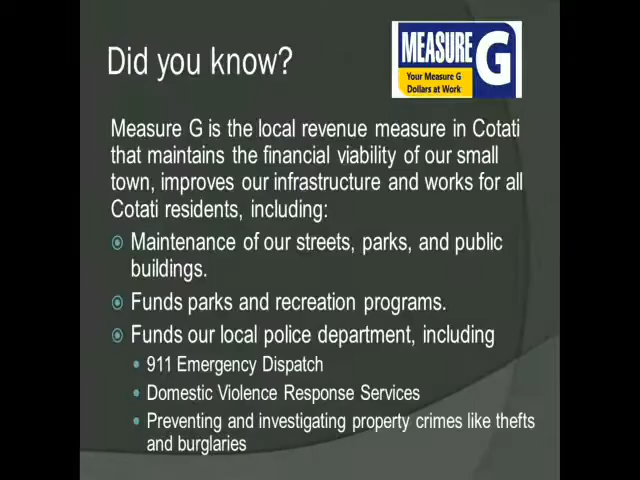 Did you know?
MEASURE G
Your Measure G
Dollars at Work
Measure G is the local revenue measure in Cotati
that maintains the financial viability of our small
town, improves our infrastructure and works for all
Cotati residents, including:
Maintenance of our streets, parks, and public
buildings.
Funds parks and recreation programs.
Funds our local police department, including
911 Emergency Dispatch
Domestic Violence Response Services
Preventing and investigating property crimes like thefts
and burglaries